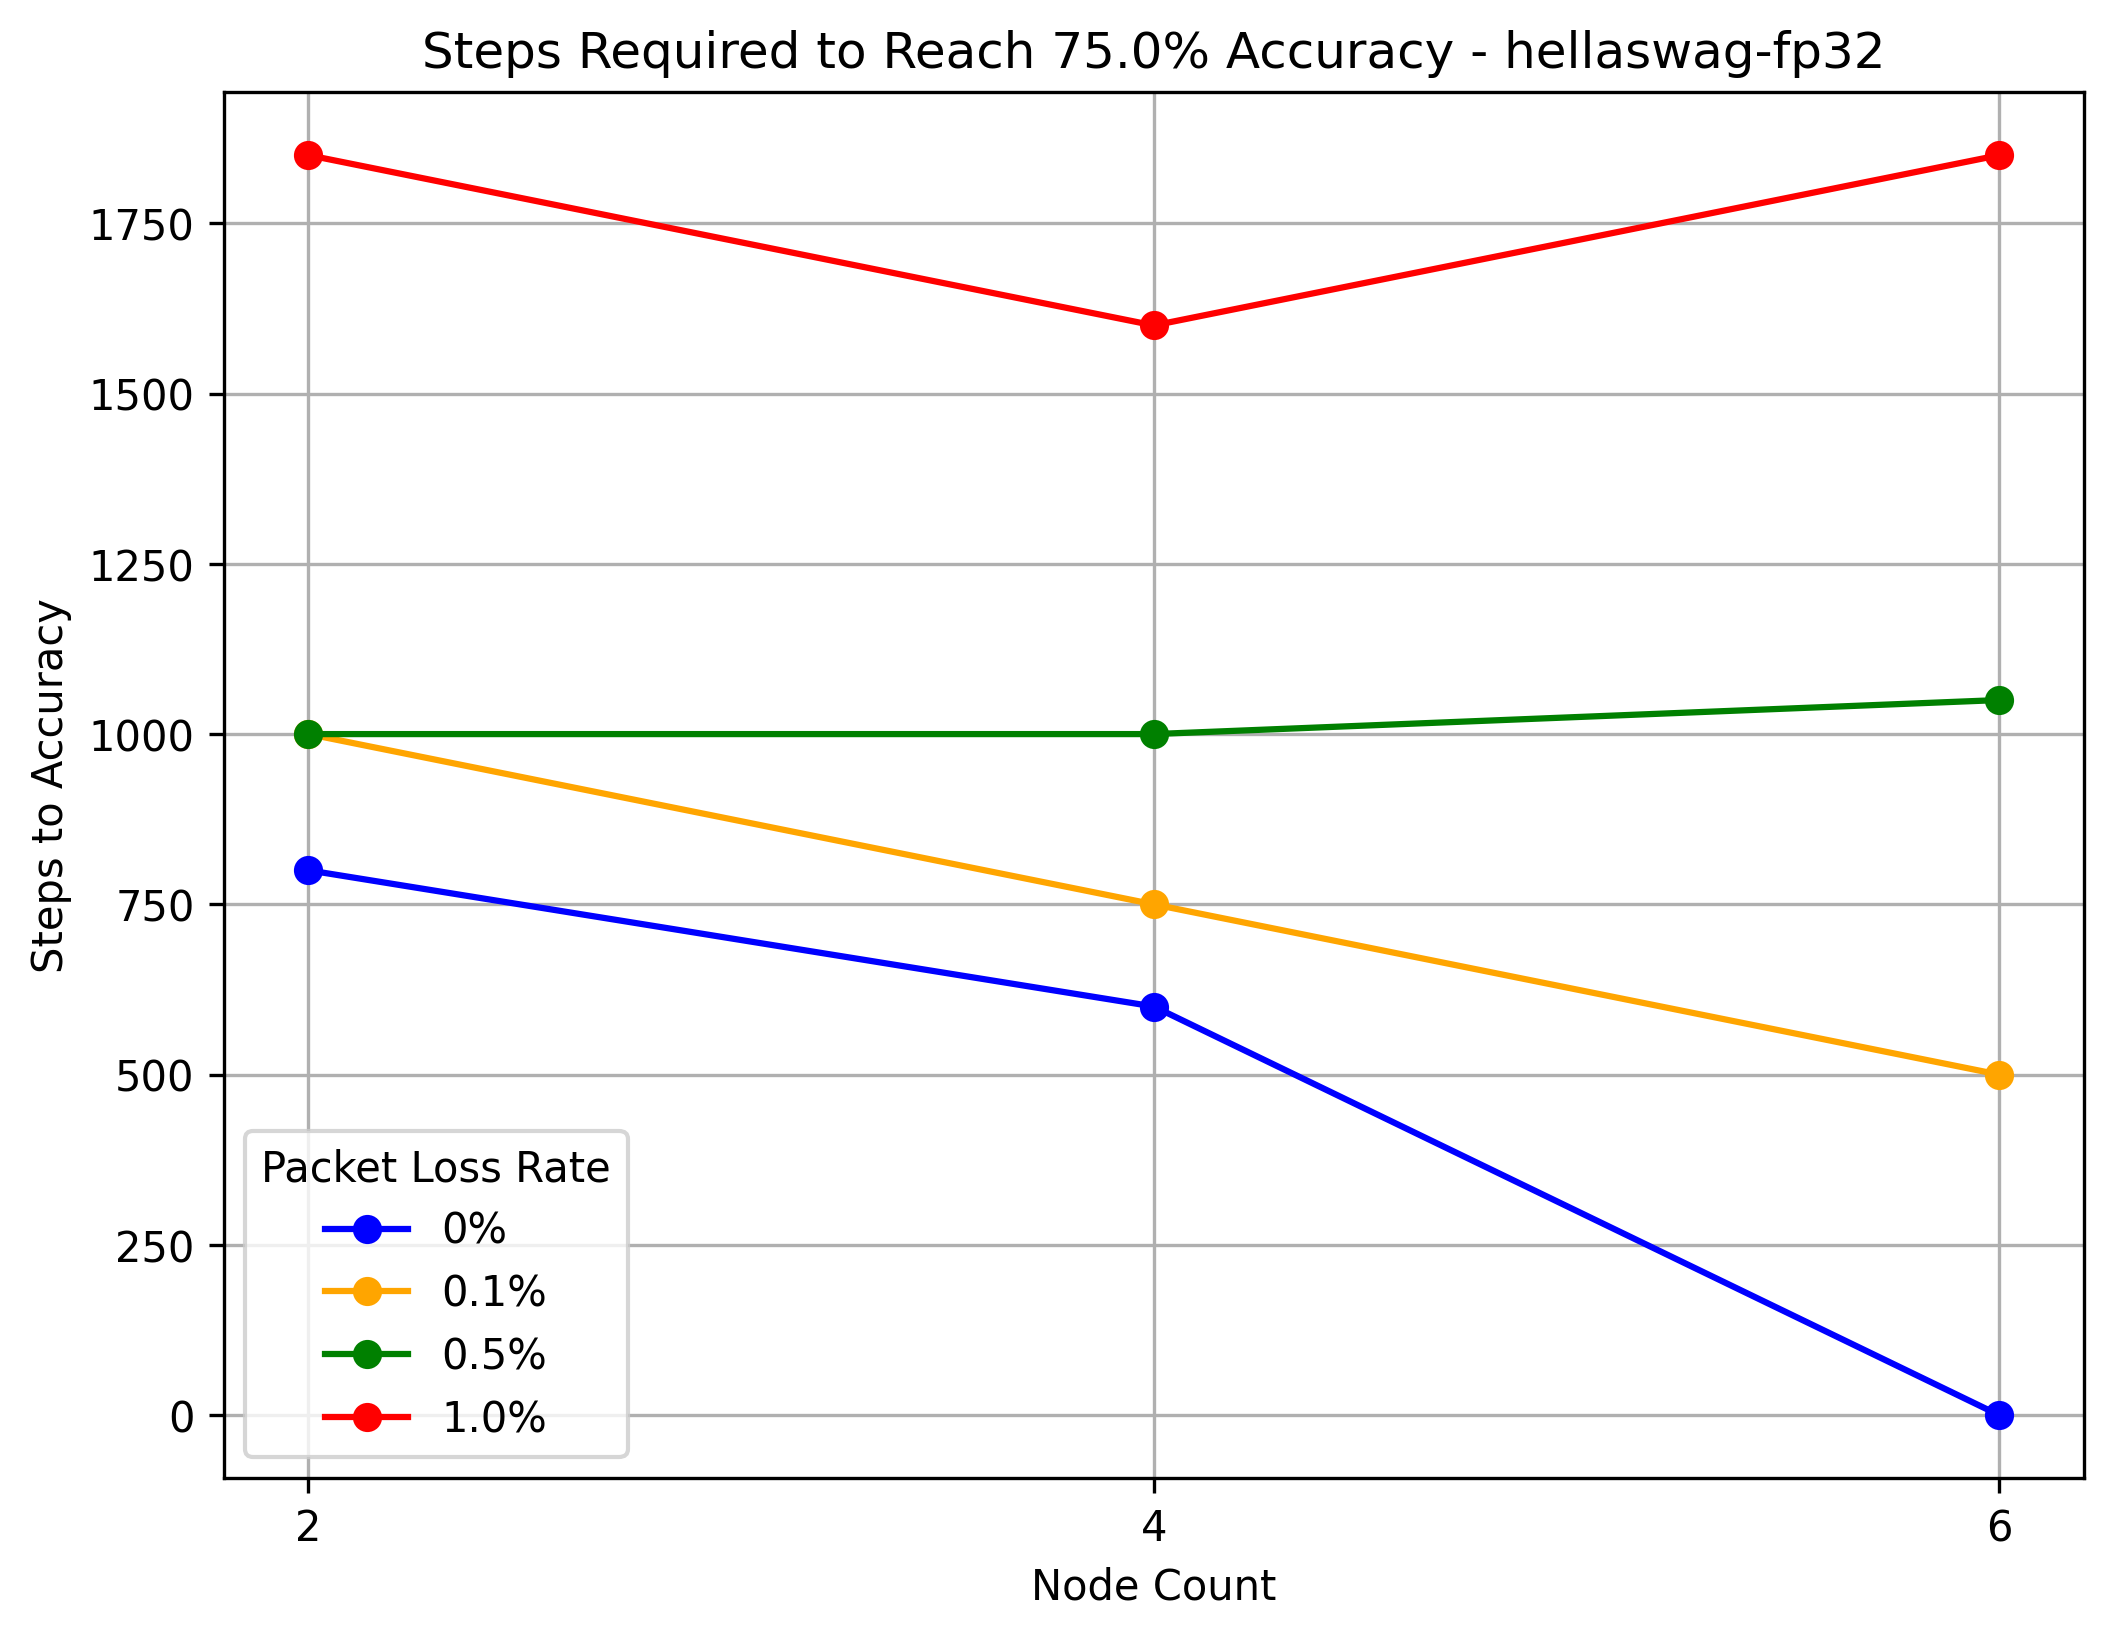 Steps Required to Reach 75.0% Accuracy - hellaswag-fp32
Steps to Accuracy
1750
1500
1250
1000
750
500
250
0
Packet Loss Rate
0%
0.1%
0.5%
1.0%
2 4 6
Node Count